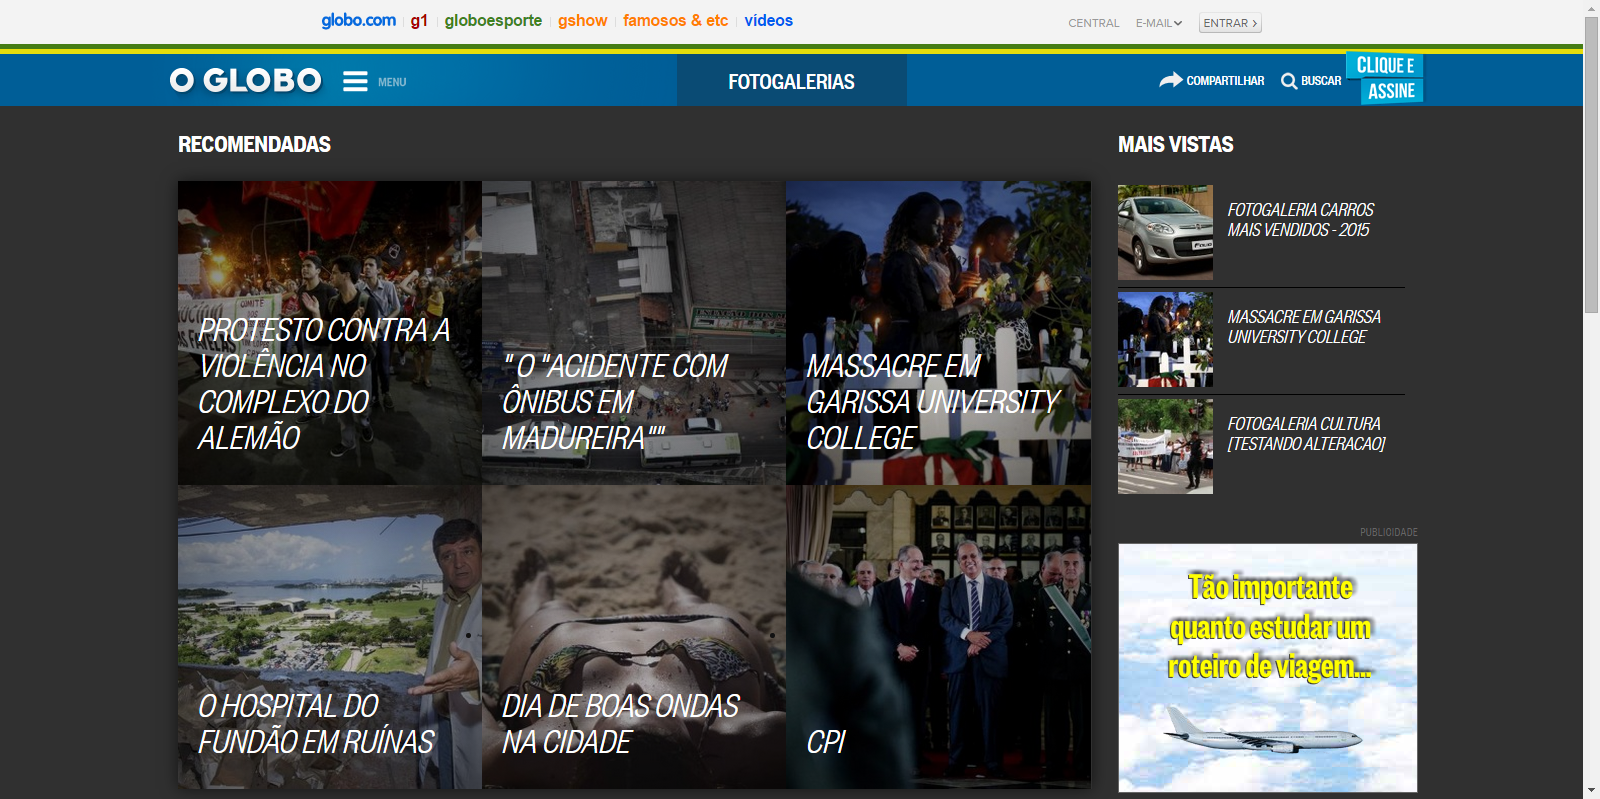 globo.com g1 globoesporte gshow famosos & etc vídeos
CENTRAL E-MAIL ENTRAR
O GLOBO MENU FOTOGALERIAS COMPARTILHAR BUSCAR CLIQUE E
ASSINE
RECOMENDADAS
PROTESTO CONTRA A
VIOLÊNCIA NO
COMPLEXO DO
ALEMÃO
" O "ACIDENTE COM
ÔNIBUS EM
MADUREIRA""
MASSACRE EM
GARISSA UNIVERSITY
COLLEGE
O HOSPITAL DO
FUNDÃO EM RUÍNAS
DIA DE BOAS ONDAS
NA CIDADE
CPI
MAIS VISTAS
FOTOGALERIA CARROS
MAIS VENDIDOS - 2015
MASSACRE EM GARISSA
UNIVERSITY COLLEGE
FOTOGALERIA CULTURA
[TESTANDO ALTERACAO]
PUBLICIDADE
Tão importante
quanto estudar um
roteiro de viagem...